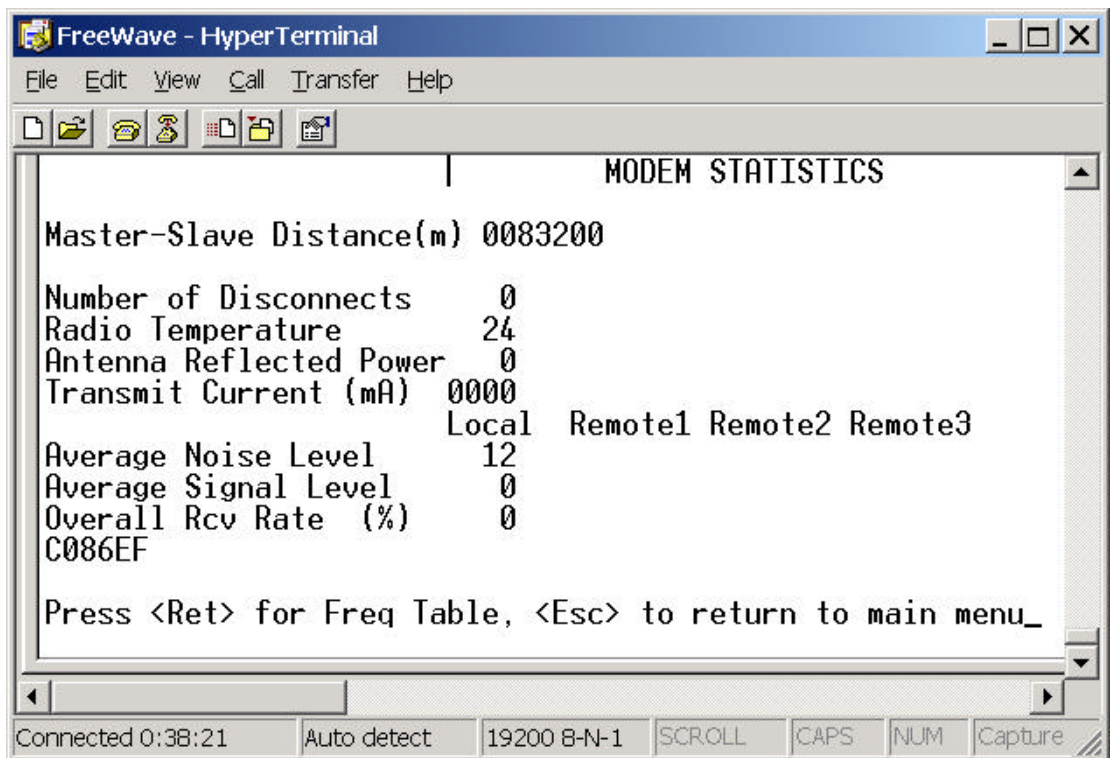 FreeWave - HyperTerminal
File Edit View Call Transfer Help
MODEM STATISTICS
Master-Slave Distance(m) 0083200
Number of Disconnects 0
Radio Temperature 24
Antenna Reflected Power 0
Transmit Current (mA) 0000
Local Remote1 Remote2 Remote3
Average Noise Level 12
Average Signal Level 0
Overall Rcv Rate (%) 0
C086EF
Press <Ret> for Freq Table, <Esc> to return to main menu_
Connected 0:38:21 Auto detect 19200 8-N-1 SCROLL CAPS NUM Capture